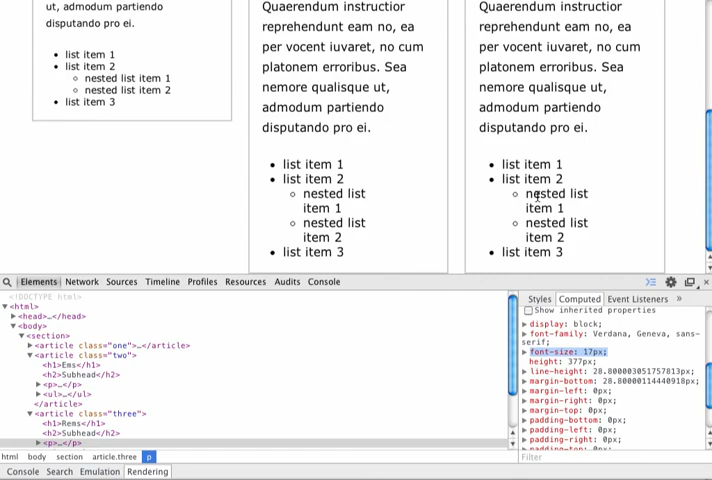 ut, admodum partiendo
disputando pro ei.
• list item 1
• list item 2
◦ nested list item 1
◦ nested list item 2
• list item 3
Quaerendum instructior
reprehendunt eam no, ea
per vocent iuvaret, no cum
platonem erroribus. Sea
nemore qualisque ut,
admodum partiendo
disputando pro ei.
• list item 1
• list item 2
◦ nested list
item 1
◦ nested list
item 2
• list item 3
Quaerendum instructior
reprehendunt eam no, ea
per vocent iuvaret, no cum
platonem erroribus. Sea
nemore qualisque ut,
admodum partiendo
disputando pro ei.
• list item 1
• list item 2
◦ nested list
item 1
◦ nested list
item 2
• list item 3
Elements Network Sources Timeline Profiles Resources Audits Console
<!DOCTYPE html>
▼<html>
▶<head>…</head>
▼<body>
▼<section>
▶<article class="one">…</article>
▼<article class="two">
<h1>Ems</h1>
<h2>Subhead</h2>
▶<p>…</p>
▶<ul>…</ul>
</article>
▼<article class="three">
<h1>Rems</h1>
<h2>Subhead</h2>
▶<p>…</p>
html body section article.three p
Styles Computed Event Listeners »
Show inherited properties
▶ display: block;
▶ font-family: Verdana, Geneva, sans-
serif;
▶ font-size: 17px;
height: 377px;
▶ line-height: 28.800003051757813px;
▶ margin-bottom: 28.80000114440918px;
▶ margin-left: 0px;
▶ margin-right: 0px;
▶ margin-top: 0px;
▶ padding-bottom: 0px;
▶ padding-left: 0px;
▶ padding-right: 0px;
▶ padding-top: 0px;
Filter
Console Search Emulation Rendering